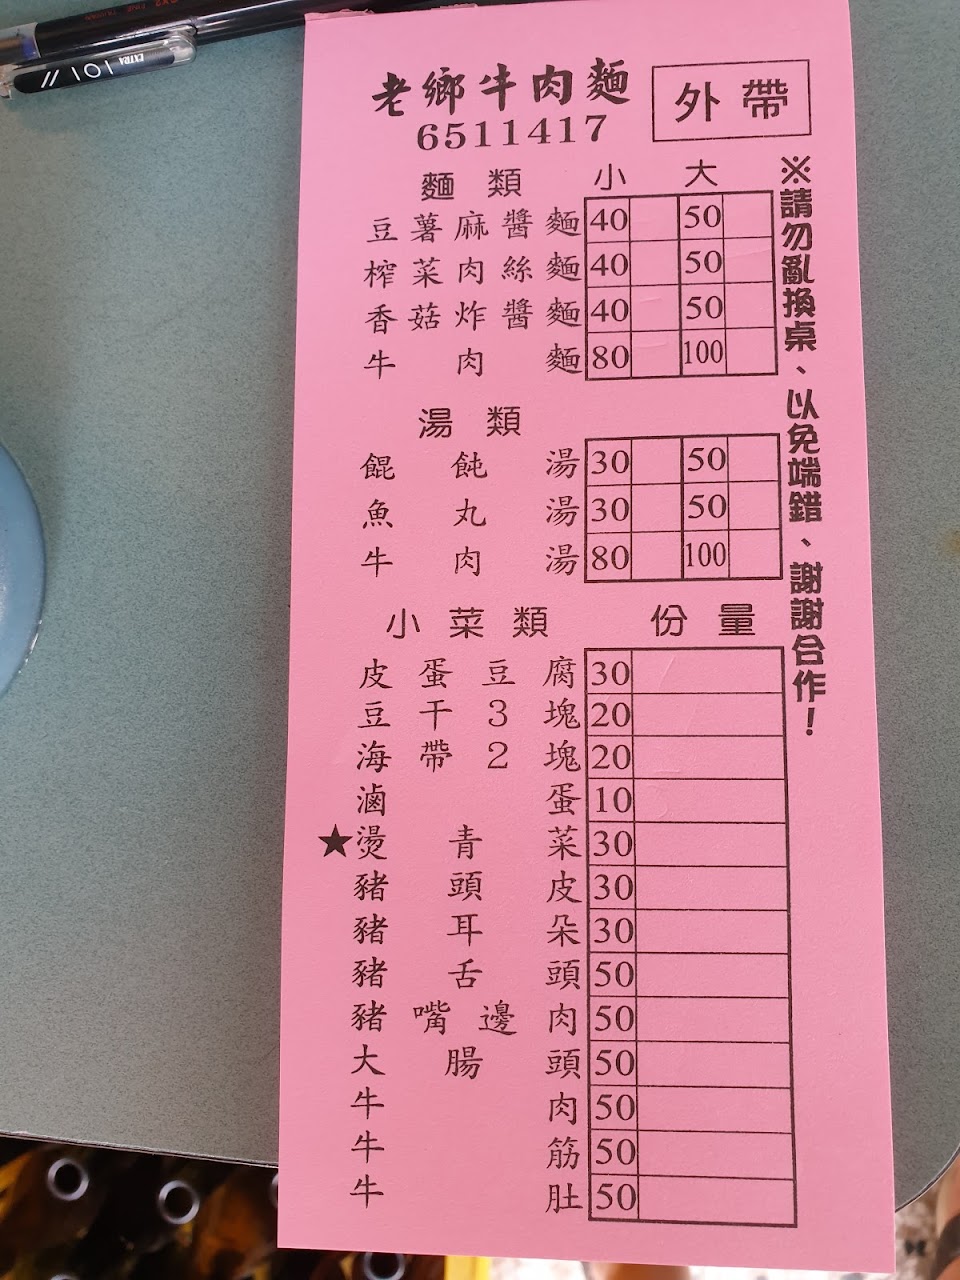 老鄉牛肉麵
6511417
外帶
麵類 小 大
豆薯麻醬麵 40 50
榨菜肉絲麵 40 50
香菇炸醬麵 40 50
牛肉麵 80 100
湯類
餛飩湯 30 50
魚丸湯 30 50
牛肉湯 80 100
小菜類 份量
皮蛋豆腐 30
豆干3塊 20
海帶2塊 20
滷蛋 10
★燙青菜 30
豬頭皮 30
豬耳朵 30
豬舌頭 50
豬嘴邊肉 50
大腸頭 50
牛肉 50
牛筋 50
牛肚 50
※請勿亂換桌、以免端錯、謝謝合作！
EXTRA 101